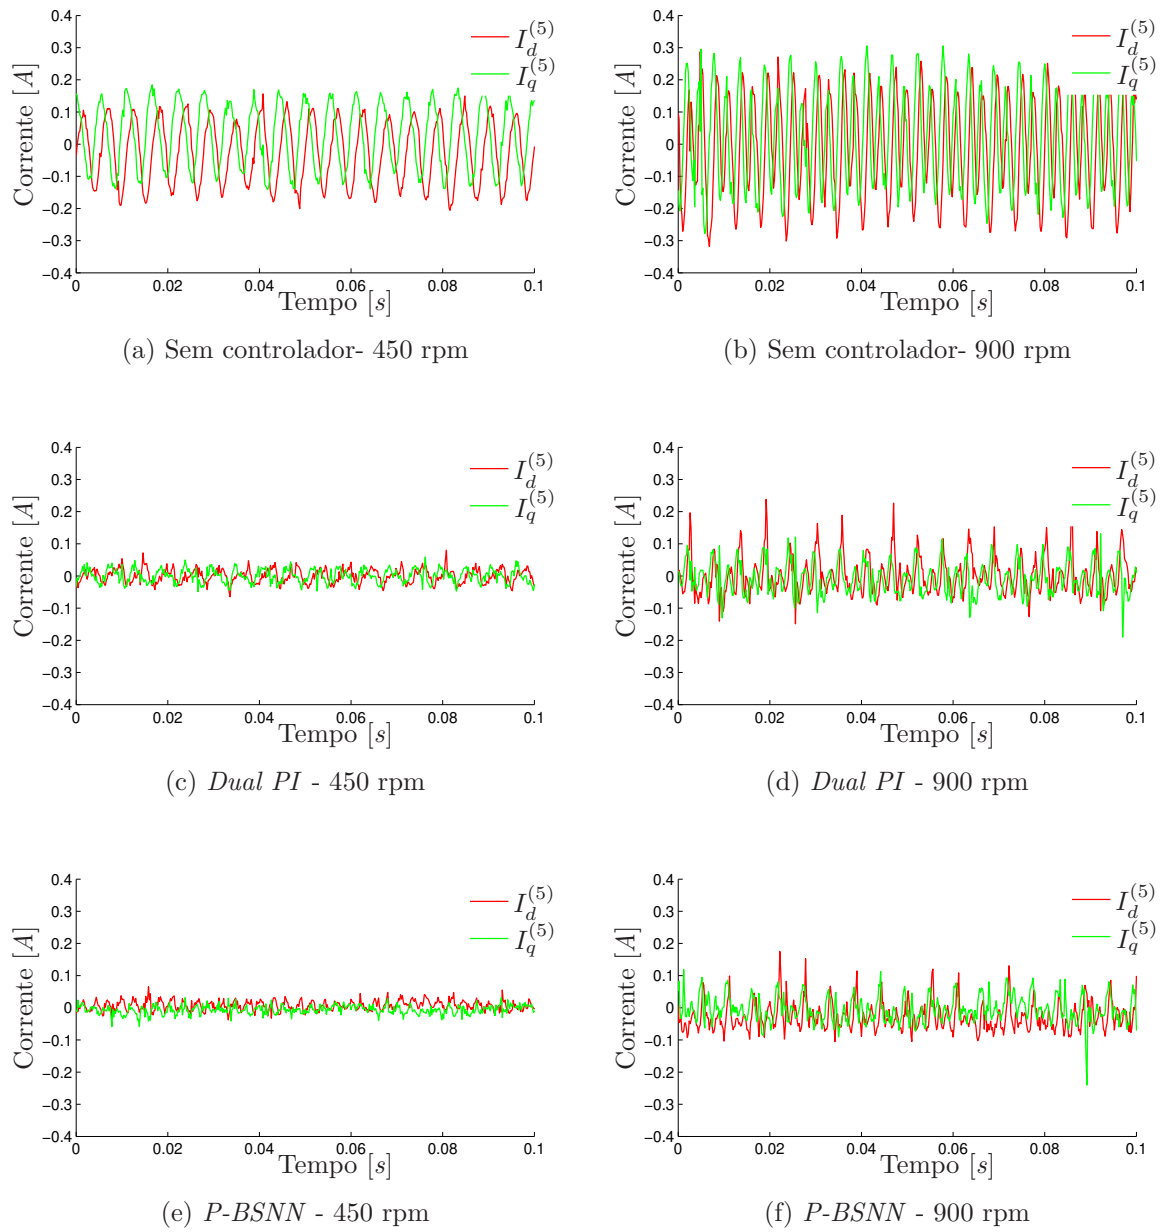 0.4
0.3
0.2
0.1
0
−0.1
−0.2
−0.3
−0.4
Corrente [A]
0 0.02 0.04 0.06 0.08 0.1
Tempo [s]
I_d^(5)
I_q^(5)
(a) Sem controlador- 450 rpm
0.4
0.3
0.2
0.1
0
−0.1
−0.2
−0.3
−0.4
Corrente [A]
0 0.02 0.04 0.06 0.08 0.1
Tempo [s]
I_d^(5)
I_q^(5)
(b) Sem controlador- 900 rpm
0.4
0.3
0.2
0.1
0
−0.1
−0.2
−0.3
−0.4
Corrente [A]
0 0.02 0.04 0.06 0.08 0.1
Tempo [s]
I_d^(5)
I_q^(5)
(c) Dual PI - 450 rpm
0.4
0.3
0.2
0.1
0
−0.1
−0.2
−0.3
−0.4
Corrente [A]
0 0.02 0.04 0.06 0.08 0.1
Tempo [s]
I_d^(5)
I_q^(5)
(d) Dual PI - 900 rpm
0.4
0.3
0.2
0.1
0
−0.1
−0.2
−0.3
−0.4
Corrente [A]
0 0.02 0.04 0.06 0.08 0.1
Tempo [s]
I_d^(5)
I_q^(5)
(e) P-BSNN - 450 rpm
0.4
0.3
0.2
0.1
0
−0.1
−0.2
−0.3
−0.4
Corrente [A]
0 0.02 0.04 0.06 0.08 0.1
Tempo [s]
I_d^(5)
I_q^(5)
(f) P-BSNN - 900 rpm